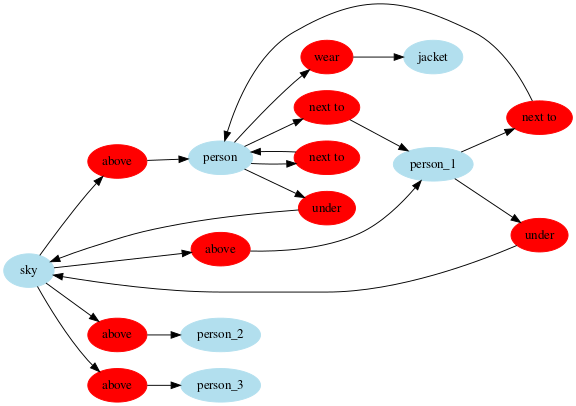 wear
jacket
next to
next to
above
person
next to
person_1
under
under
above
sky
above
person_2
above
person_3